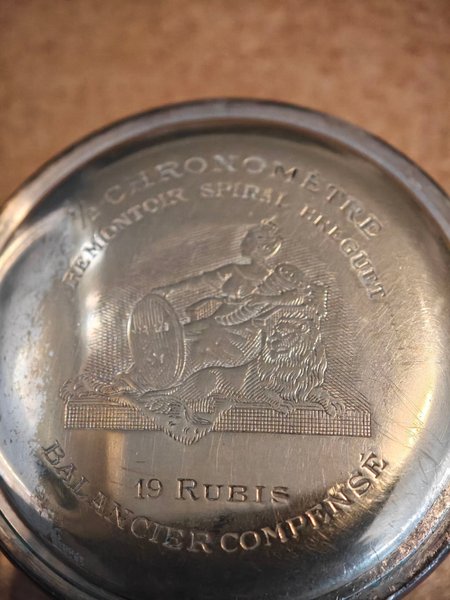 CHRONOMÈTRE
REMONTOIR SPIRAL BREGUET
19 RUBIS
BALANCIER COMPENSÉ